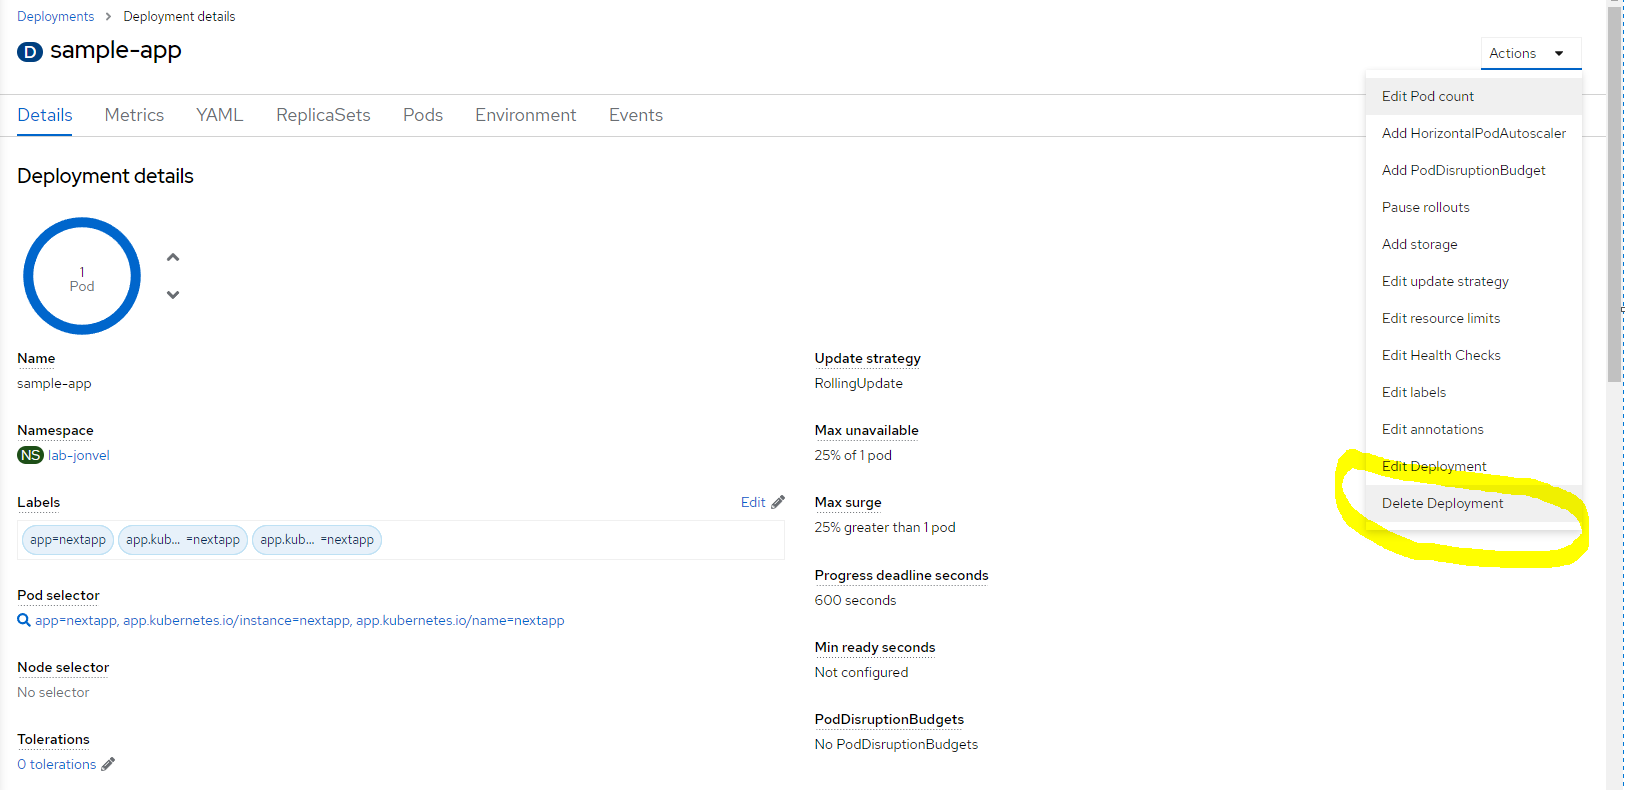 Deployments > Deployment details
D sample-app
Actions
Details Metrics YAML ReplicaSets Pods Environment Events
Edit Pod count
Add HorizontalPodAutoscaler
Add PodDisruptionBudget
Pause rollouts
Add storage
Edit update strategy
Edit resource limits
Edit Health Checks
Edit labels
Edit annotations
Edit Deployment
Delete Deployment
Deployment details
1
Pod
Name
sample-app
Namespace
NS lab-jonvel
Labels Edit
app=nextapp app.kub... =nextapp app.kub... =nextapp
Pod selector
app=nextapp, app.kubernetes.io/instance=nextapp, app.kubernetes.io/name=nextapp
Node selector
No selector
Tolerations
0 tolerations
Update strategy
RollingUpdate
Max unavailable
25% of 1 pod
Max surge
25% greater than 1 pod
Progress deadline seconds
600 seconds
Min ready seconds
Not configured
PodDisruptionBudgets
No PodDisruptionBudgets